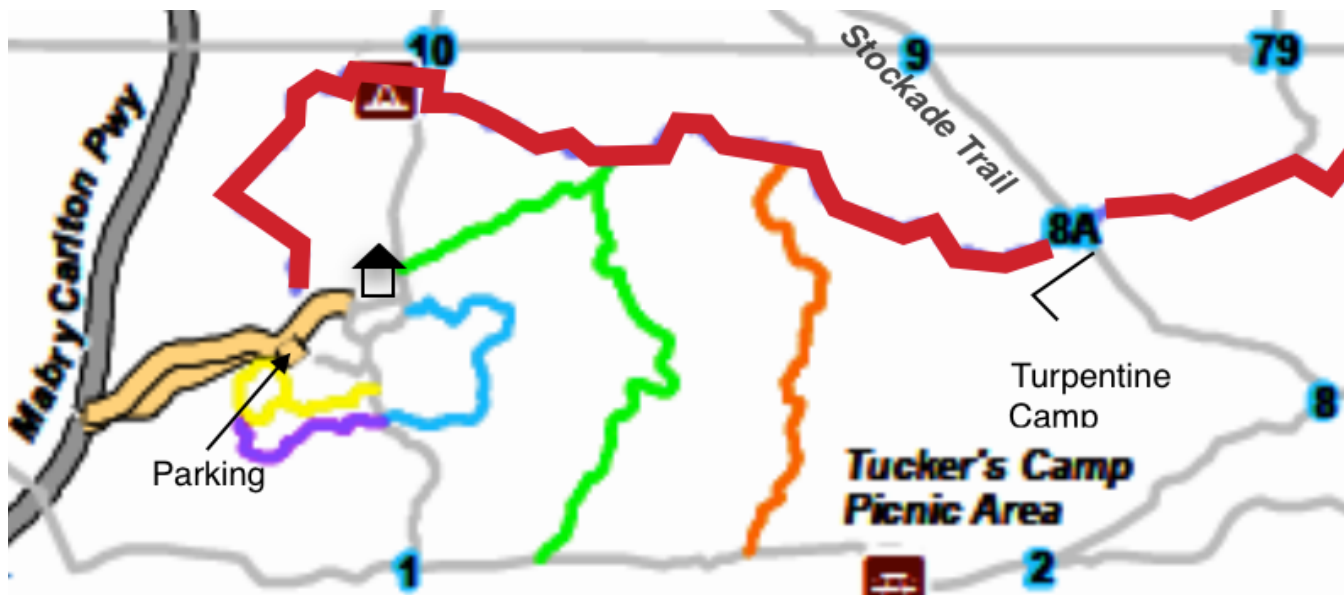 10
9
79
Stockade Trail
Mabry Carlton Pwy
8A
Turpentine
Camp
8
Parking
Tucker's Camp
Picnic Area
1
2